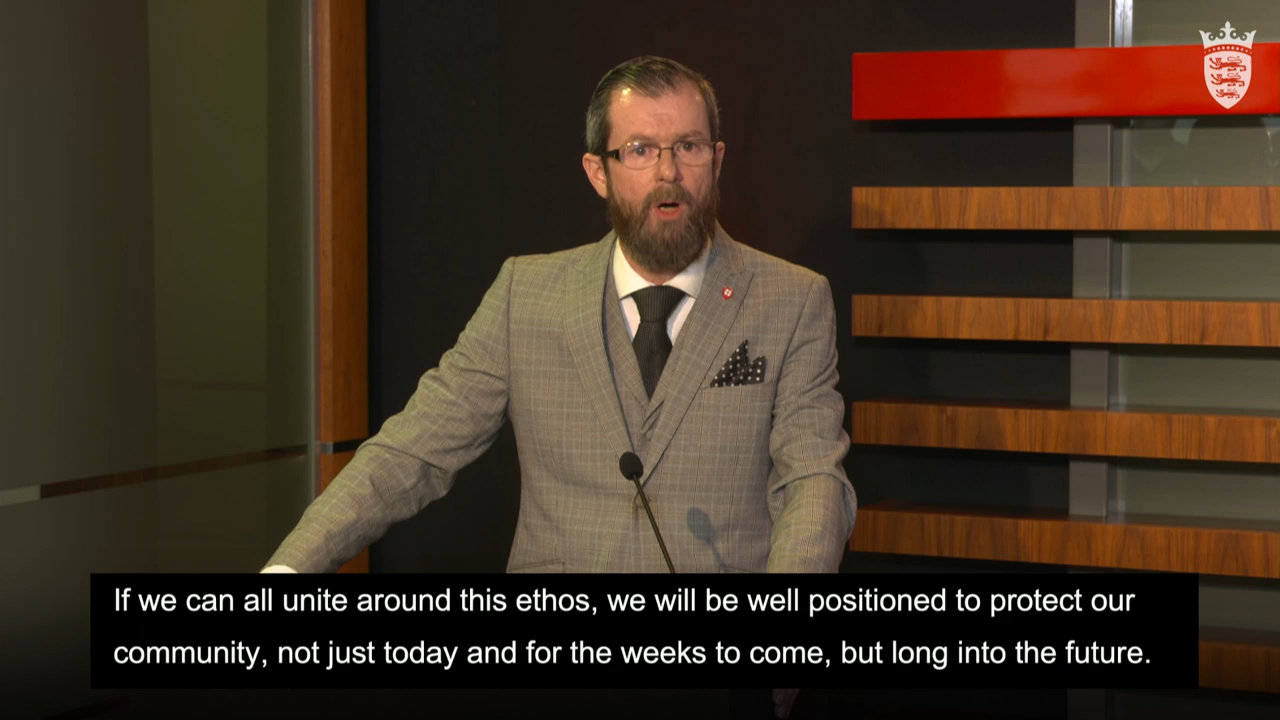 If we can all unite around this ethos, we will be well positioned to protect our
community, not just today and for the weeks to come, but long into the future.